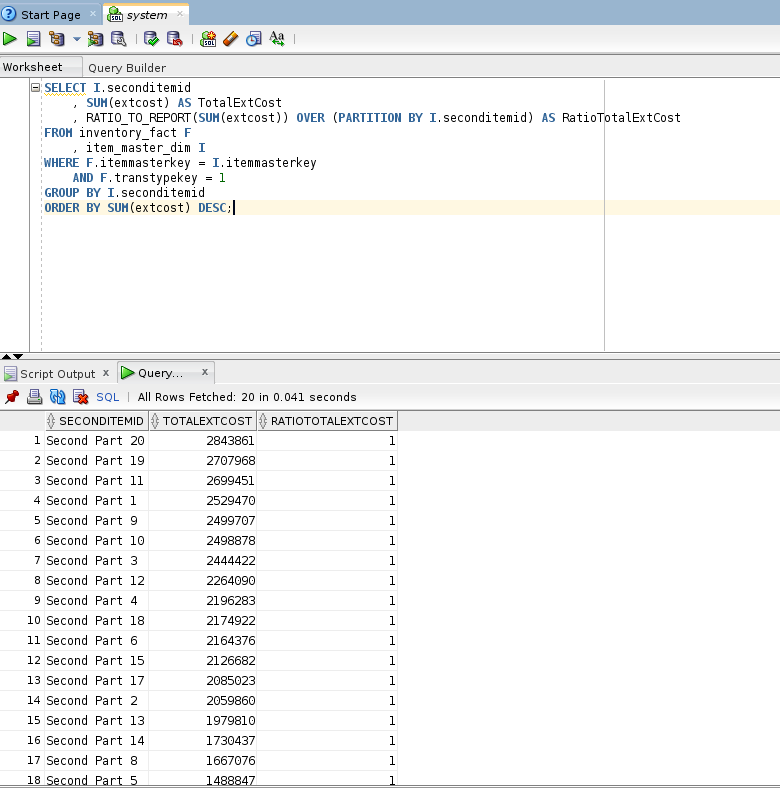 Start Page × system ×
Worksheet Query Builder
SELECT I.seconditemid
, SUM(extcost) AS TotalExtCost
, RATIO_TO_REPORT(SUM(extcost)) OVER (PARTITION BY I.seconditemid) AS RatioTotalExtCost
FROM inventory_fact F
, item_master_dim I
WHERE F.itemmasterkey = I.itemmasterkey
AND F.transtypekey = 1
GROUP BY I.seconditemid
ORDER BY SUM(extcost) DESC;
Script Output x Query... x
SQL | All Rows Fetched: 20 in 0.041 seconds
SECONDITEMID TOTALEXTCOST RATIOTOTALEXTCOST
1 Second Part 20 2843861 1
2 Second Part 19 2707968 1
3 Second Part 11 2699451 1
4 Second Part 1 2529470 1
5 Second Part 9 2499707 1
6 Second Part 10 2498878 1
7 Second Part 3 2444422 1
8 Second Part 12 2264090 1
9 Second Part 4 2196283 1
10 Second Part 18 2174922 1
11 Second Part 6 2164376 1
12 Second Part 15 2126682 1
13 Second Part 17 2085023 1
14 Second Part 2 2059860 1
15 Second Part 13 1979810 1
16 Second Part 14 1730437 1
17 Second Part 8 1667076 1
18 Second Part 5 1488847 1